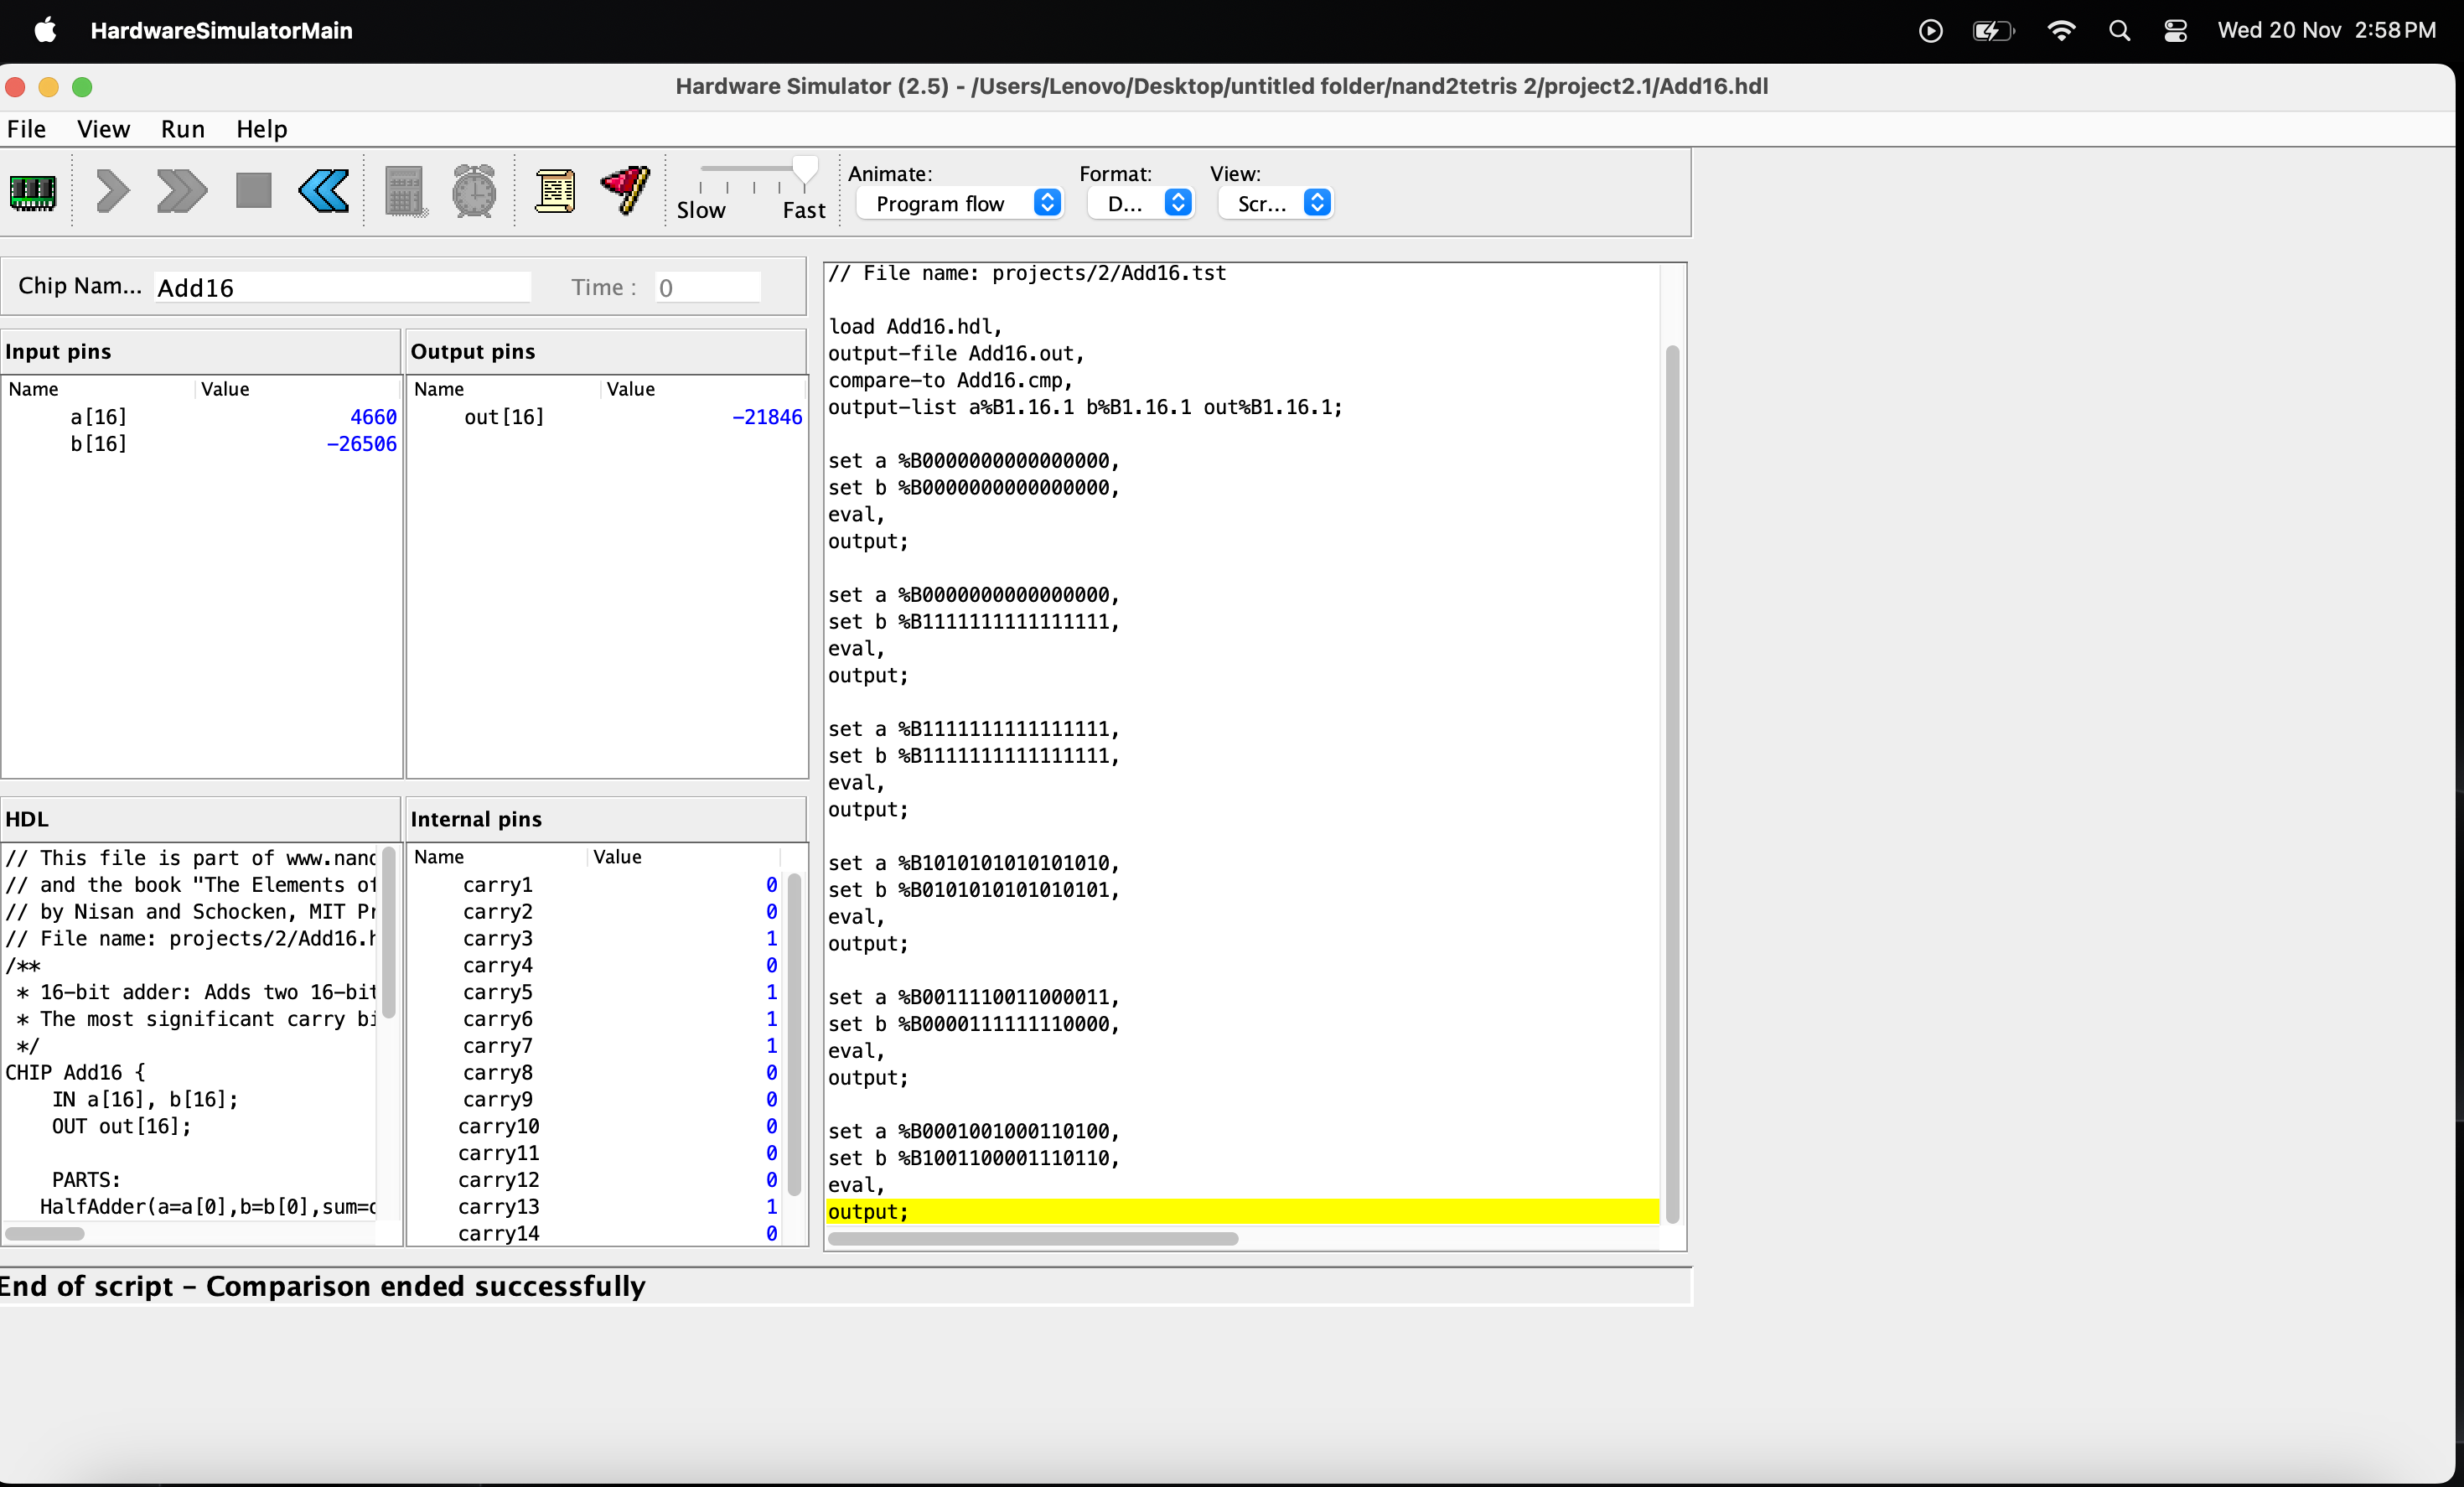 HardwareSimulatorMain
Wed 20 Nov 2:58 PM
Hardware Simulator (2.5) - /Users/Lenovo/Desktop/untitled folder/nand2tetris 2/project2.1/Add16.hdl
File View Run Help
Slow Fast
Animate: Format: View:
Program flow D... Scr...
Chip Nam... Add16 Time : 0
Input pins
Name Value
a[16] 4660
b[16] -26506
Output pins
Name Value
out[16] -21846
HDL
// This file is part of www.nand
// and the book "The Elements of
// by Nisan and Schocken, MIT Pr
// File name: projects/2/Add16.h
/**
* 16-bit adder: Adds two 16-bit
* The most significant carry bi
*/
CHIP Add16 {
IN a[16], b[16];
OUT out[16];
PARTS:
HalfAdder(a=a[0],b=b[0],sum=o
Internal pins
Name Value
carry1 0
carry2 0
carry3 1
carry4 0
carry5 1
carry6 1
carry7 1
carry8 0
carry9 0
carry10 0
carry11 0
carry12 0
carry13 1
carry14 0
// File name: projects/2/Add16.tst
load Add16.hdl,
output-file Add16.out,
compare-to Add16.cmp,
output-list a%B1.16.1 b%B1.16.1 out%B1.16.1;
set a %B0000000000000000,
set b %B0000000000000000,
eval,
output;
set a %B0000000000000000,
set b %B1111111111111111,
eval,
output;
set a %B1111111111111111,
set b %B1111111111111111,
eval,
output;
set a %B1010101010101010,
set b %B0101010101010101,
eval,
output;
set a %B0011110011000011,
set b %B0000111111110000,
eval,
output;
set a %B0001001000110100,
set b %B1001100001110110,
eval,
output;
End of script – Comparison ended successfully